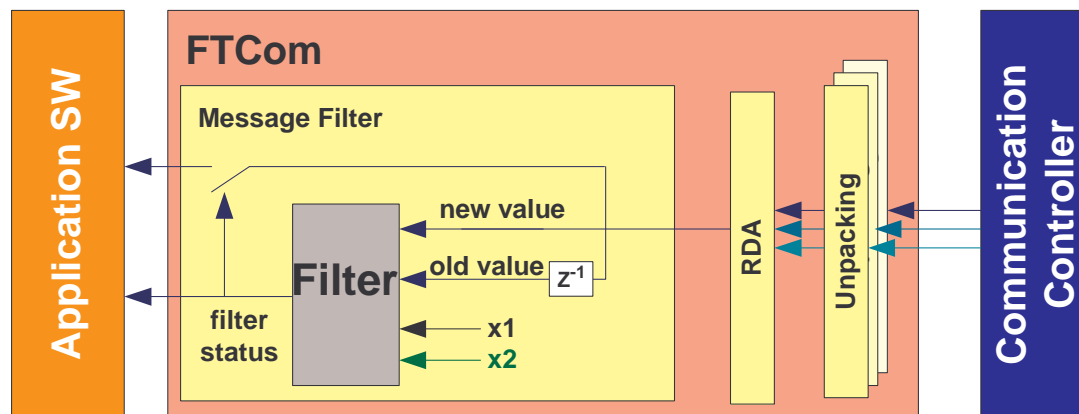 Application SW
FTCom
Message Filter
new value
old value
Z-1
Filter
x1
x2
filter
status
RDA
Unpacking
Communication
Controller